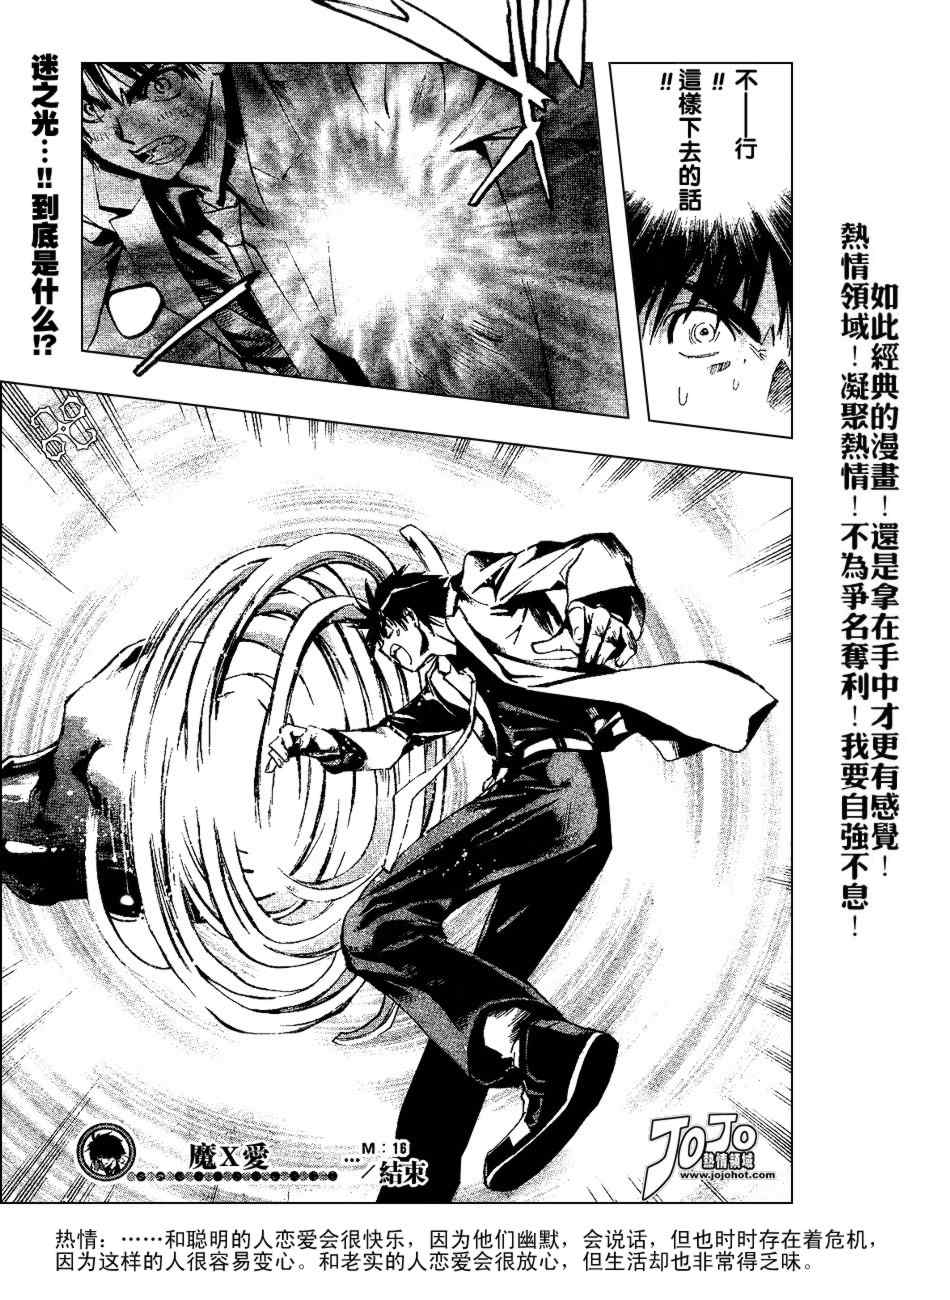 不——行
!!
這樣下去的話
!!
迷之光…!!到底是什么!?
如此經典的漫畫！還是拿在手中才更有感覺！
熱情領域！凝聚熱情！不為爭名奪利！我要自強不息！
魔X愛
… M：16
／結束
JOJO
熱情領域
www.jojohot.com
热情：……和聪明的人恋爱会很快乐，因为他们幽默，会说话，但也时时存在着危机，
因为这样的人很容易变心。和老实的人恋爱会很放心，但生活却也非常得乏味。